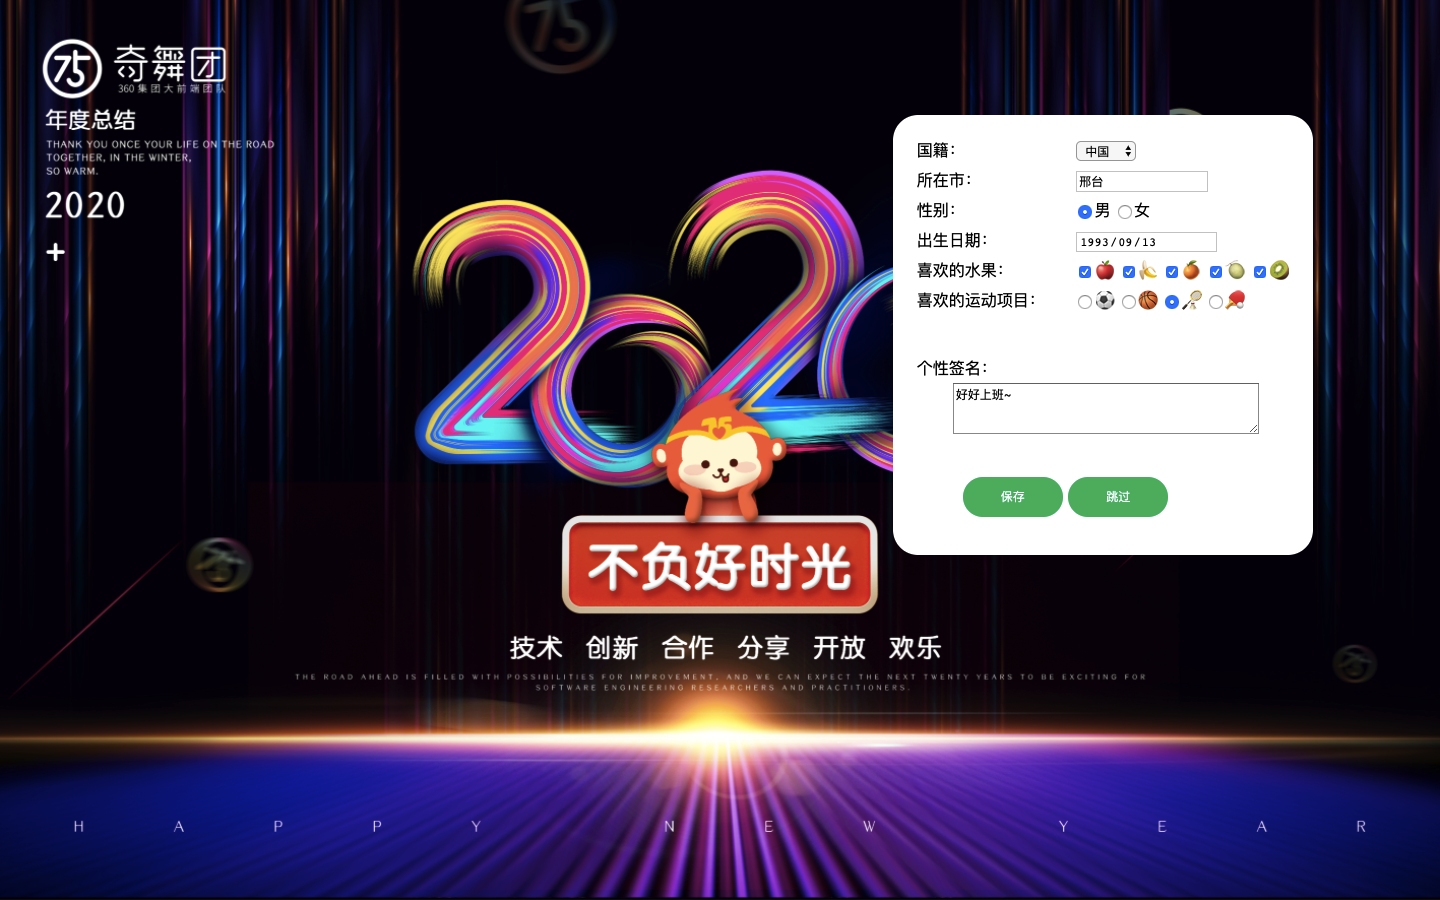 75
75 奇舞团
360集团大前端团队
年度总结
THANK YOU ONCE YOUR LIFE ON THE ROAD
TOGETHER, IN THE WINTER,
SO WARM.
2020
+
2020
75
不负好时光
技术 创新 合作 分享 开放 欢乐
THE ROAD AHEAD IS FILLED WITH POSSIBILITIES FOR IMPROVEMENT, AND WE CAN EXPECT THE NEXT TWENTY YEARS TO BE EXCITING FOR
SOFTWARE ENGINEERING RESEARCHERS AND PRACTITIONERS.
HAPPY NEW YEAR
国籍： 中国
所在市： 邢台
性别： 男 女
出生日期： 1993/09/13
喜欢的水果：
喜欢的运动项目：
个性签名：
好好上班~
保存 跳过